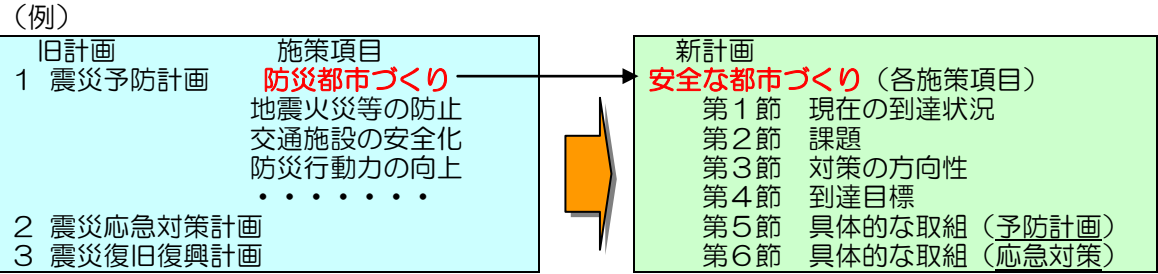 （例）
旧計画　　　　　施策項目
１ 震災予防計画　　防災都市づくり
地震火災等の防止
交通施設の安全化
防災行動力の向上
・・・・・・・
２ 震災応急対策計画
３ 震災復旧復興計画
新計画
安全な都市づくり（各施策項目）
第１節　現在の到達状況
第２節　課題
第３節　対策の方向性
第４節　到達目標
第５節　具体的な取組（予防計画）
第６節　具体的な取組（応急対策）